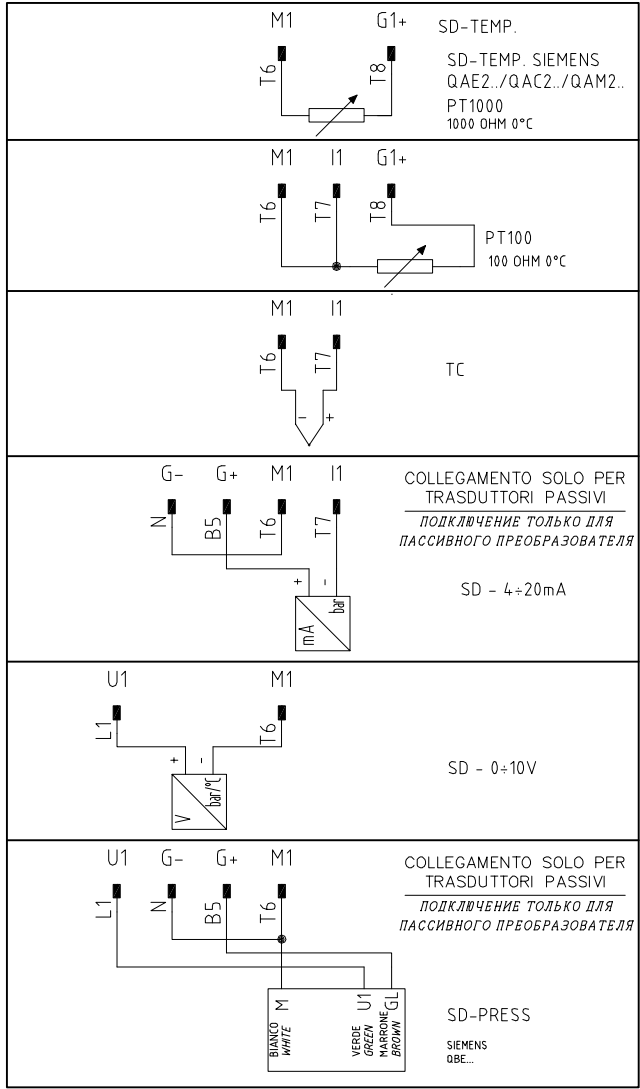 M1 G1+ SD-TEMP.
T6 T8
SD-TEMP. SIEMENS
QAE2../QAC2../QAM2..
PT1000
1000 OHM 0°C
M1 I1 G1+
T6 T7 T8
PT100
100 OHM 0°C
M1 I1
T6 T7
TC
- +
G- G+ M1 I1
N B5 T6 T7
COLLEGAMENTO SOLO PER
TRASDUTTORI PASSIVI
ПОДКЛЮЧЕНИЕ ТОЛЬКО ДЛЯ
ПАССИВНОГО ПРЕОБРАЗОВАТЕЛЯ
+ -
mA bar
SD - 4÷20mA
U1 M1
L1 T6
+ -
V bar/°C
SD - 0÷10V
U1 G- G+ M1
L1 N B5 T6
COLLEGAMENTO SOLO PER
TRASDUTTORI PASSIVI
ПОДКЛЮЧЕНИЕ ТОЛЬКО ДЛЯ
ПАССИВНОГО ПРЕОБРАЗОВАТЕЛЯ
M U1 GL
BIANCO
WHITE
VERDE
GREEN
MARRONE
BROWN
SD-PRESS
SIEMENS
QBE...